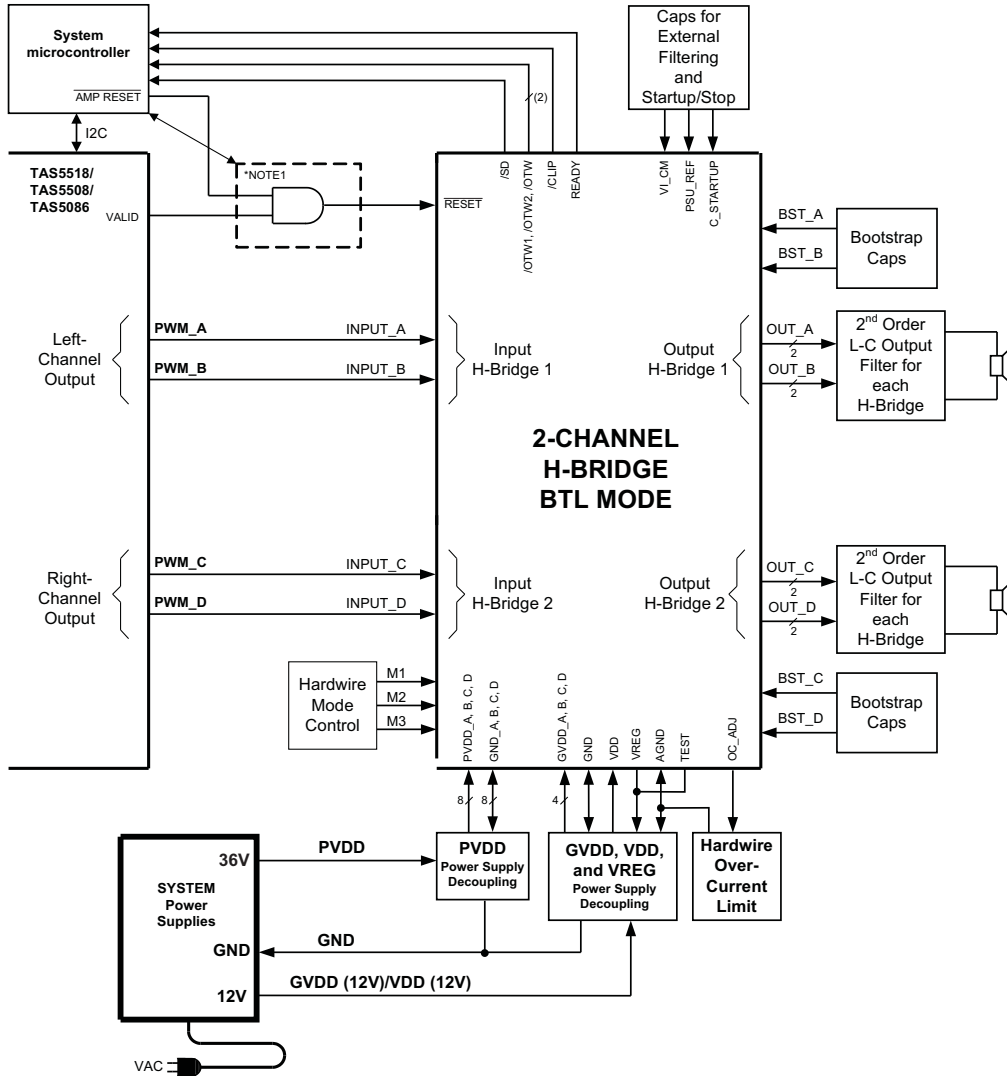 System
microcontroller
AMP RESET
I2C
Caps for
External
Filtering
and
Startup/Stop
/(2)
TAS5518/
TAS5508/
TAS5086
VALID
*NOTE1
RESET
/SD
/OTW1, /OTW2, /OTW
/CLIP
READY
VI_CM
PSU_REF
C_STARTUP
BST_A
BST_B
Bootstrap
Caps
Left-
Channel
Output
PWM_A
INPUT_A
PWM_B
INPUT_B
Input
H-Bridge 1
Output
H-Bridge 1
OUT_A
2
OUT_B
2
2nd Order
L-C Output
Filter for
each
H-Bridge
2-CHANNEL
H-BRIDGE
BTL MODE
Right-
Channel
Output
PWM_C
INPUT_C
PWM_D
INPUT_D
Input
H-Bridge 2
Output
H-Bridge 2
OUT_C
2
OUT_D
2
2nd Order
L-C Output
Filter for
each
H-Bridge
Hardwire
Mode
Control
M1
M2
M3
PVDD_A, B, C, D
GND_A, B, C, D
GVDD_A, B, C, D
GND
VDD
VREG
AGND
TEST
OC_ADJ
BST_C
BST_D
Bootstrap
Caps
8
8
4
36V
PVDD
PVDD
Power Supply
Decoupling
GVDD, VDD,
and VREG
Power Supply
Decoupling
Hardwire
Over-
Current
Limit
SYSTEM
Power
Supplies
GND
GND
12V
GVDD (12V)/VDD (12V)
VAC